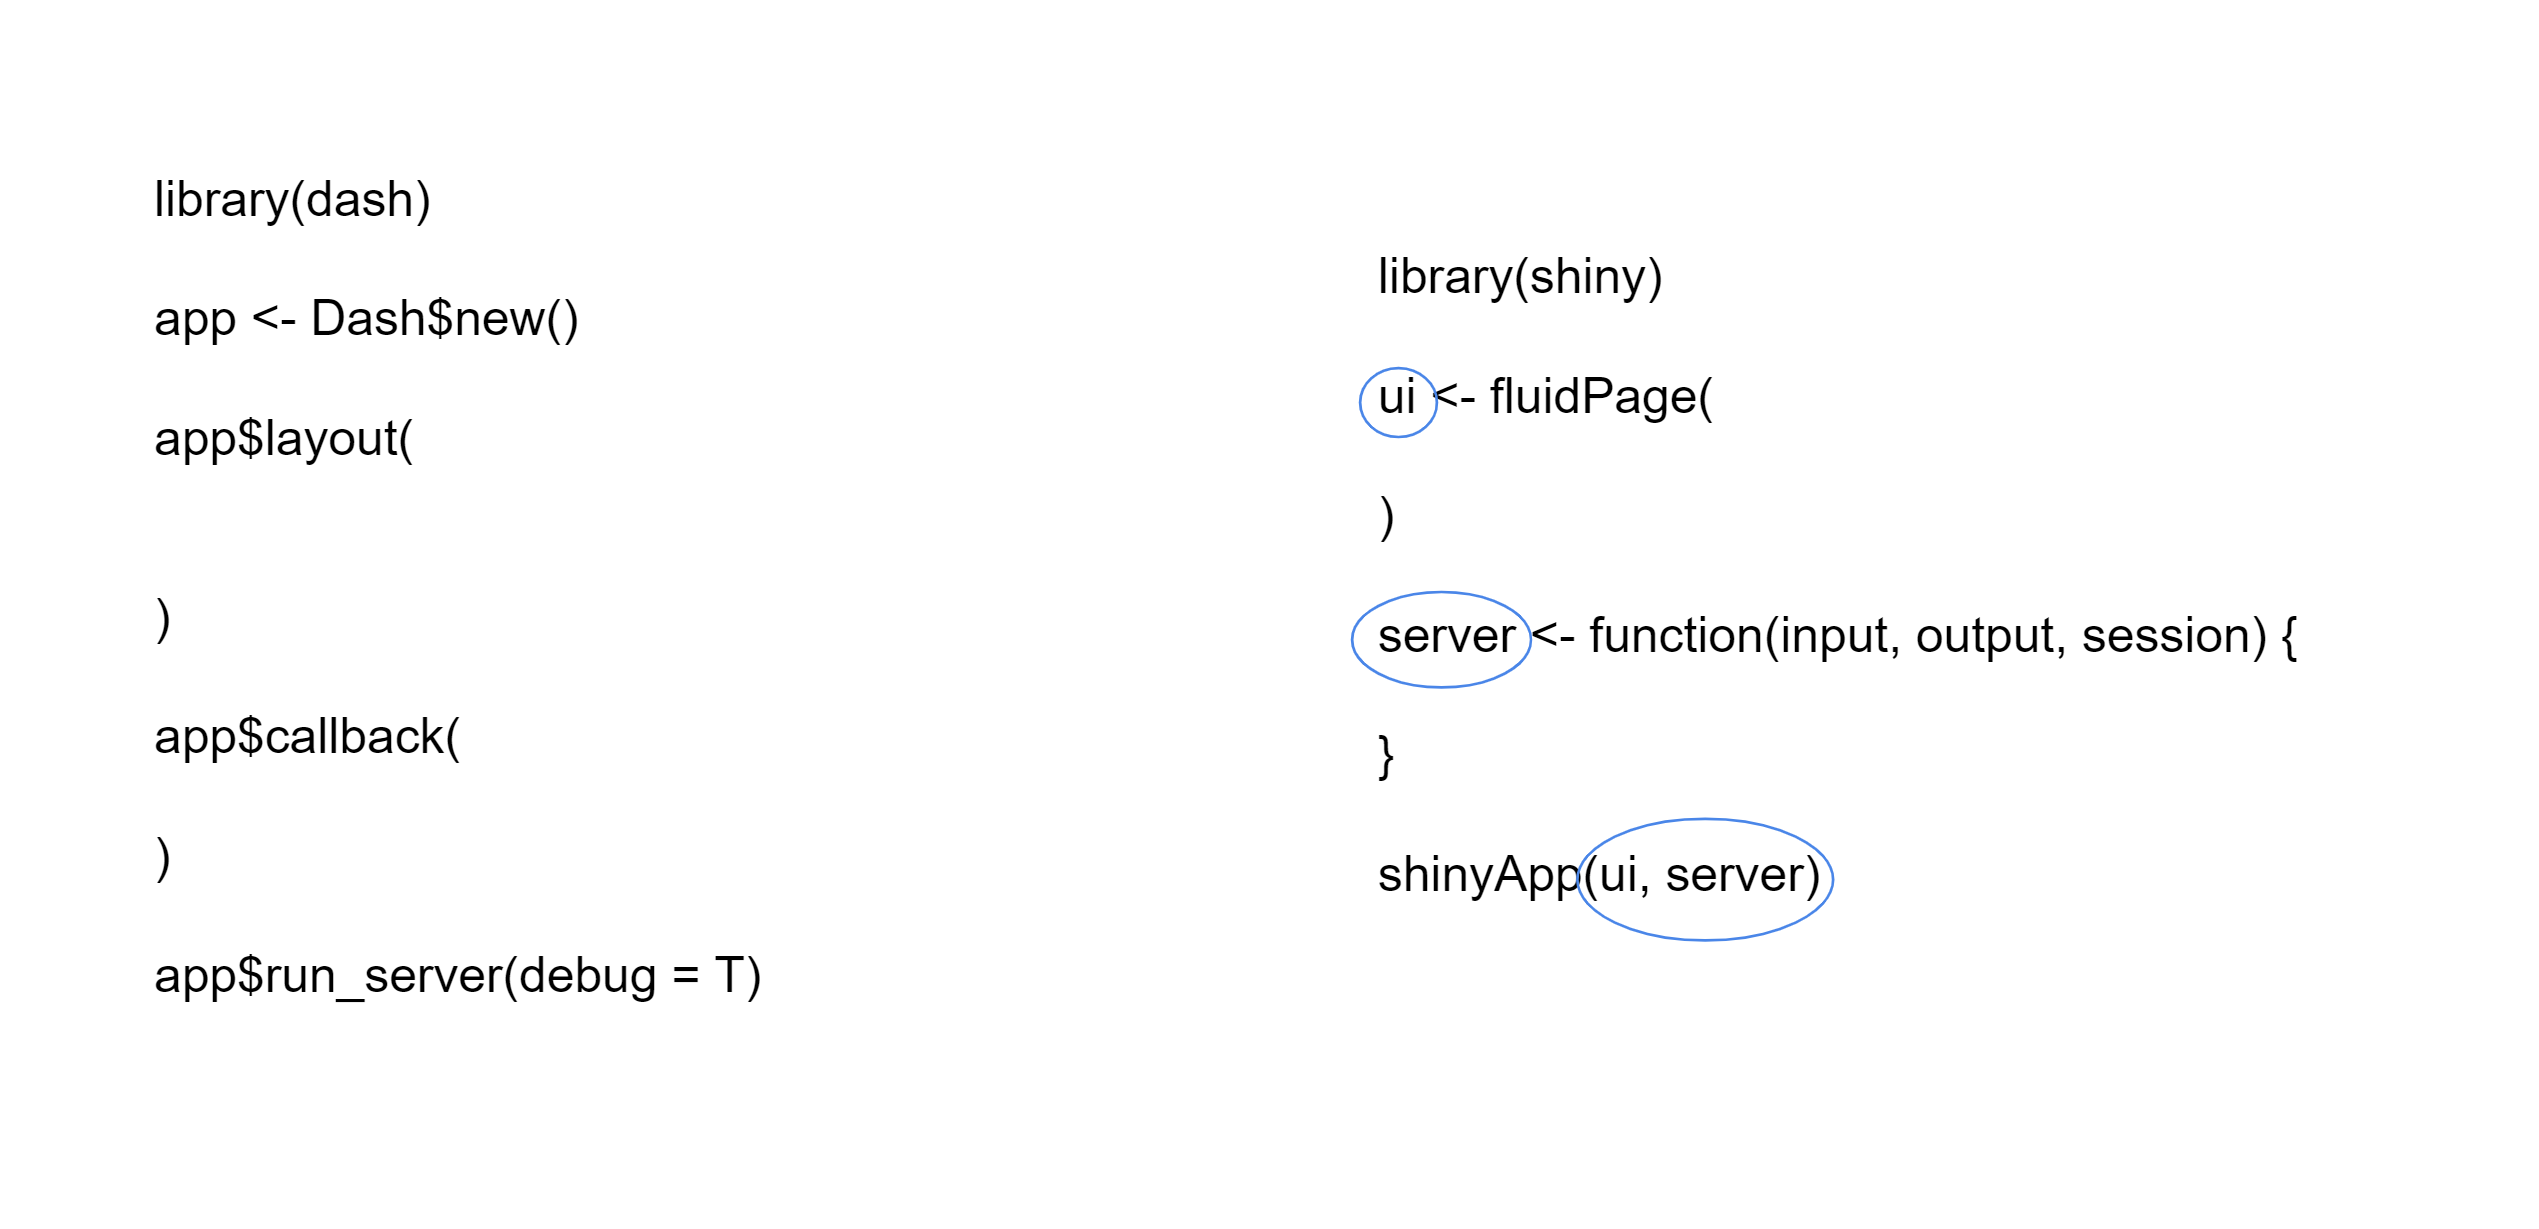 library(dash)
app <- Dash$new()
app$layout(
)
app$callback(
)
app$run_server(debug = T)
library(shiny)
ui <- fluidPage(
)
server <- function(input, output, session) {
}
shinyApp(ui, server)